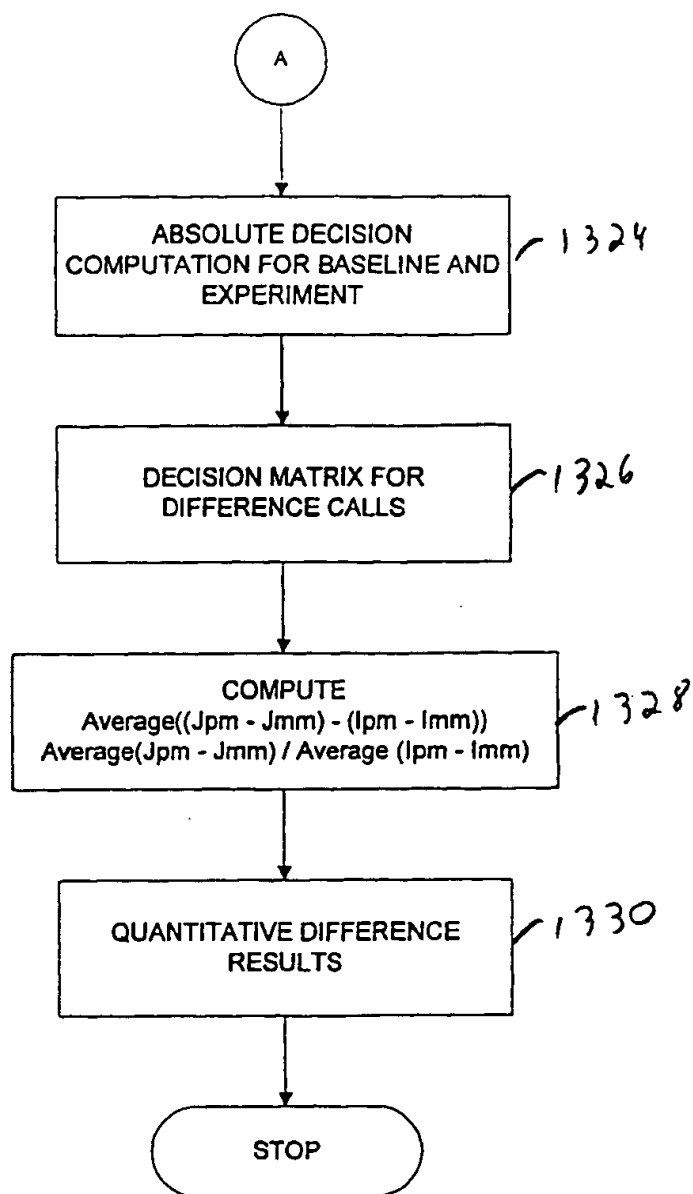 A
ABSOLUTE DECISION
COMPUTATION FOR BASELINE AND
EXPERIMENT
1324
DECISION MATRIX FOR
DIFFERENCE CALLS
1326
COMPUTE
Average((Jpm - Jmm) - (Ipm - Imm))
Average(Jpm - Jmm) / Average (Ipm - Imm)
1328
QUANTITATIVE DIFFERENCE
RESULTS
1330
STOP